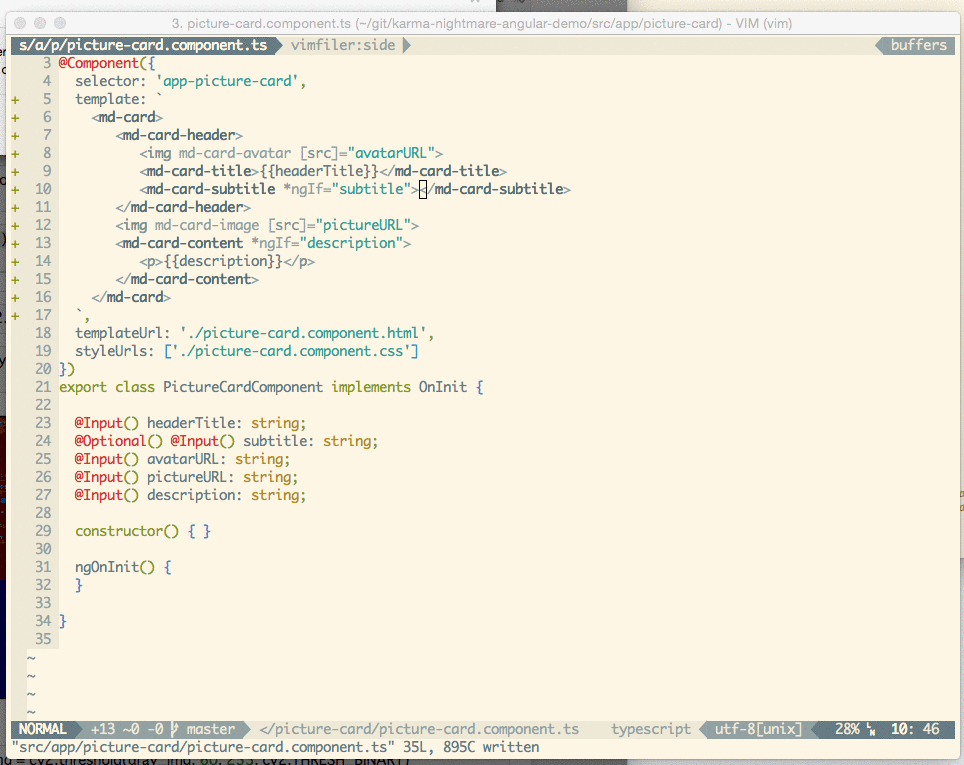 3. picture-card.component.ts (~/git/karma-nightmare-angular-demo/src/app/picture-card) - VIM (vim)
s/a/p/picture-card.component.ts vimfiler:side buffers
3 @Component({
4 selector: 'app-picture-card',
+ 5 template: `
+ 6 <md-card>
+ 7 <md-card-header>
+ 8 <img md-card-avatar [src]="avatarURL">
+ 9 <md-card-title>{{headerTitle}}</md-card-title>
+ 10 <md-card-subtitle *ngIf="subtitle"></md-card-subtitle>
+ 11 </md-card-header>
+ 12 <img md-card-image [src]="pictureURL">
+ 13 <md-card-content *ngIf="description">
+ 14 <p>{{description}}</p>
+ 15 </md-card-content>
+ 16 </md-card>
+ 17 `,
18 templateUrl: './picture-card.component.html',
19 styleUrls: ['./picture-card.component.css']
20 })
21 export class PictureCardComponent implements OnInit {
22
23 @Input() headerTitle: string;
24 @Optional() @Input() subtitle: string;
25 @Input() avatarURL: string;
26 @Input() pictureURL: string;
27 @Input() description: string;
28
29 constructor() { }
30
31 ngOnInit() {
32 }
33
34 }
35
~
~
~
~
NORMAL +13 ~0 -0 master </picture-card/picture-card.component.ts typescript utf-8[unix] 28% 10: 46
"src/app/picture-card/picture-card.component.ts" 35L, 895C written